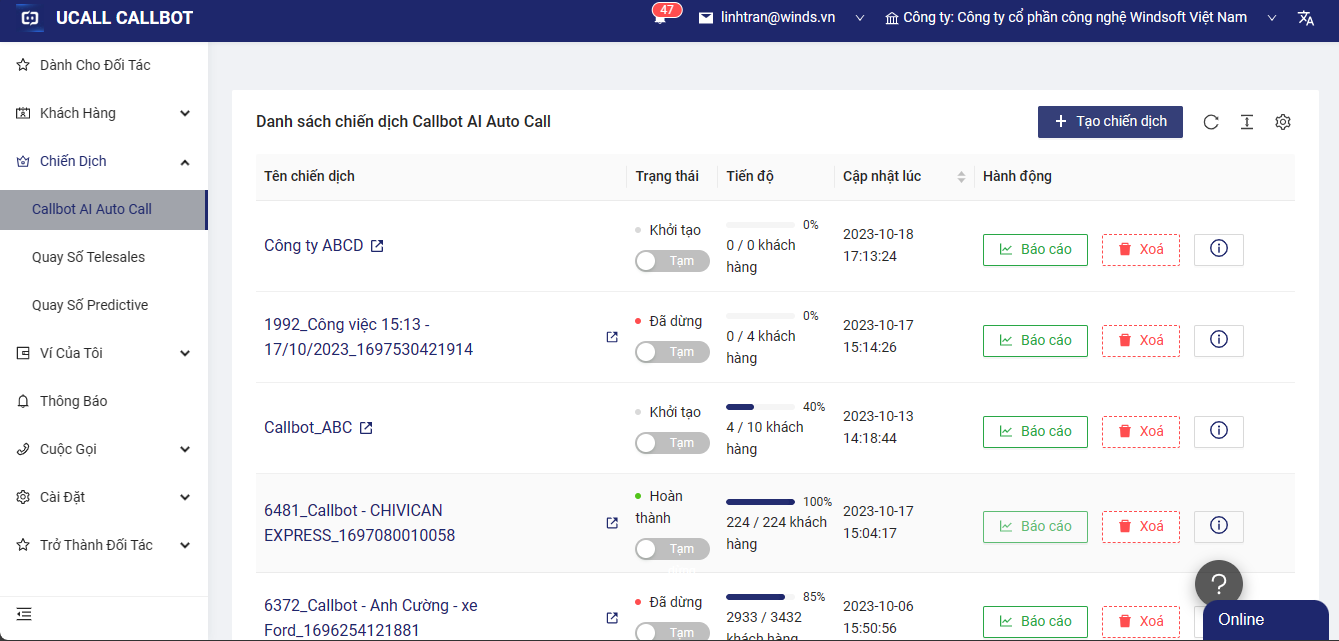 UCALL CALLBOT
47
linhtran@winds.vn
Công ty: Công ty cổ phần công nghệ Windsoft Việt Nam
Dành Cho Đối Tác
Khách Hàng
Chiến Dịch
Callbot AI Auto Call
Quay Số Telesales
Quay Số Predictive
Ví Của Tôi
Thông Báo
Cuộc Gọi
Cài Đặt
Trở Thành Đối Tác
Danh sách chiến dịch Callbot AI Auto Call
+ Tạo chiến dịch
Tên chiến dịch
Trạng thái
Tiến độ
Cập nhật lúc
Hành động
Công ty ABCD
Khởi tạo
Tạm
0%
0 / 0 khách
hàng
2023-10-18
17:13:24
Báo cáo
Xoá
1992_Công việc 15:13 -
17/10/2023_1697530421914
Đã dừng
Tạm
0%
0 / 4 khách
hàng
2023-10-17
15:14:26
Báo cáo
Xoá
Callbot_ABC
Khởi tạo
Tạm
40%
4 / 10 khách
hàng
2023-10-13
14:18:44
Báo cáo
Xoá
6481_Callbot - CHIVICAN
EXPRESS_1697080010058
Hoàn
thành
Tạm
100%
224 / 224 khách
hàng
2023-10-17
15:04:17
Báo cáo
Xoá
6372_Callbot - Anh Cường - xe
Ford_1696254121881
Đã dừng
Tạm
85%
2933 / 3432
khách hàng
2023-10-06
15:50:56
Báo cáo
Xoá
?
Online